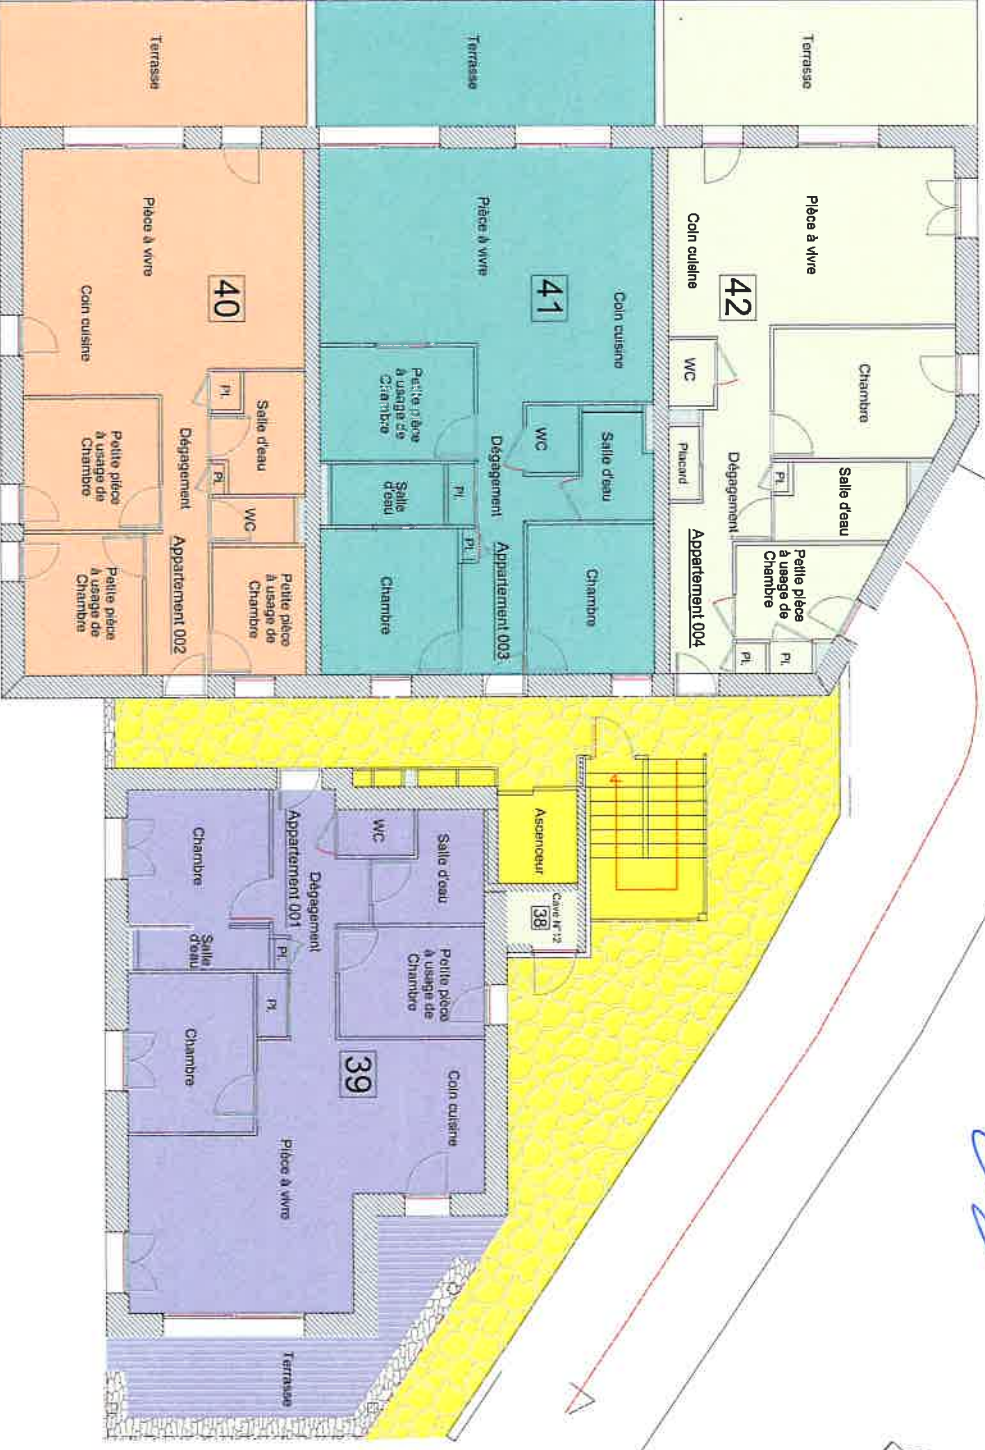 Terrasse
Pièce à vivre
Coin cuisine
42
WC
Chambre
Placard
Dégagement
Pl.
Salle d'eau
Appartement 004
Petite pièce
à usage de
Chambre
Pl.
Pl.
Terrasse
Pièce à vivre
Coin cuisine
41
Petite pièce
à usage de
Chambre
WC
Salle d'eau
Dégagement
Pl.
Salle
d'eau
Pl.
Appartement 003
Chambre
Chambre
Terrasse
Pièce à vivre
40
Coin cuisine
Pl.
Salle d'eau
Dégagement
Pl.
WC
Petite pièce
à usage de
Chambre
Appartement 002
Petite pièce
à usage de
Chambre
Petite pièce
à usage de
Chambre
Ascenceur
Cave N°12
38
WC
Salle d'eau
Appartement 001
Dégagement
Chambre
Salle
d'eau
Pl.
Pl.
Petite pièce
à usage de
Chambre
Chambre
39
Coin cuisine
Pièce à vivre
Terrasse